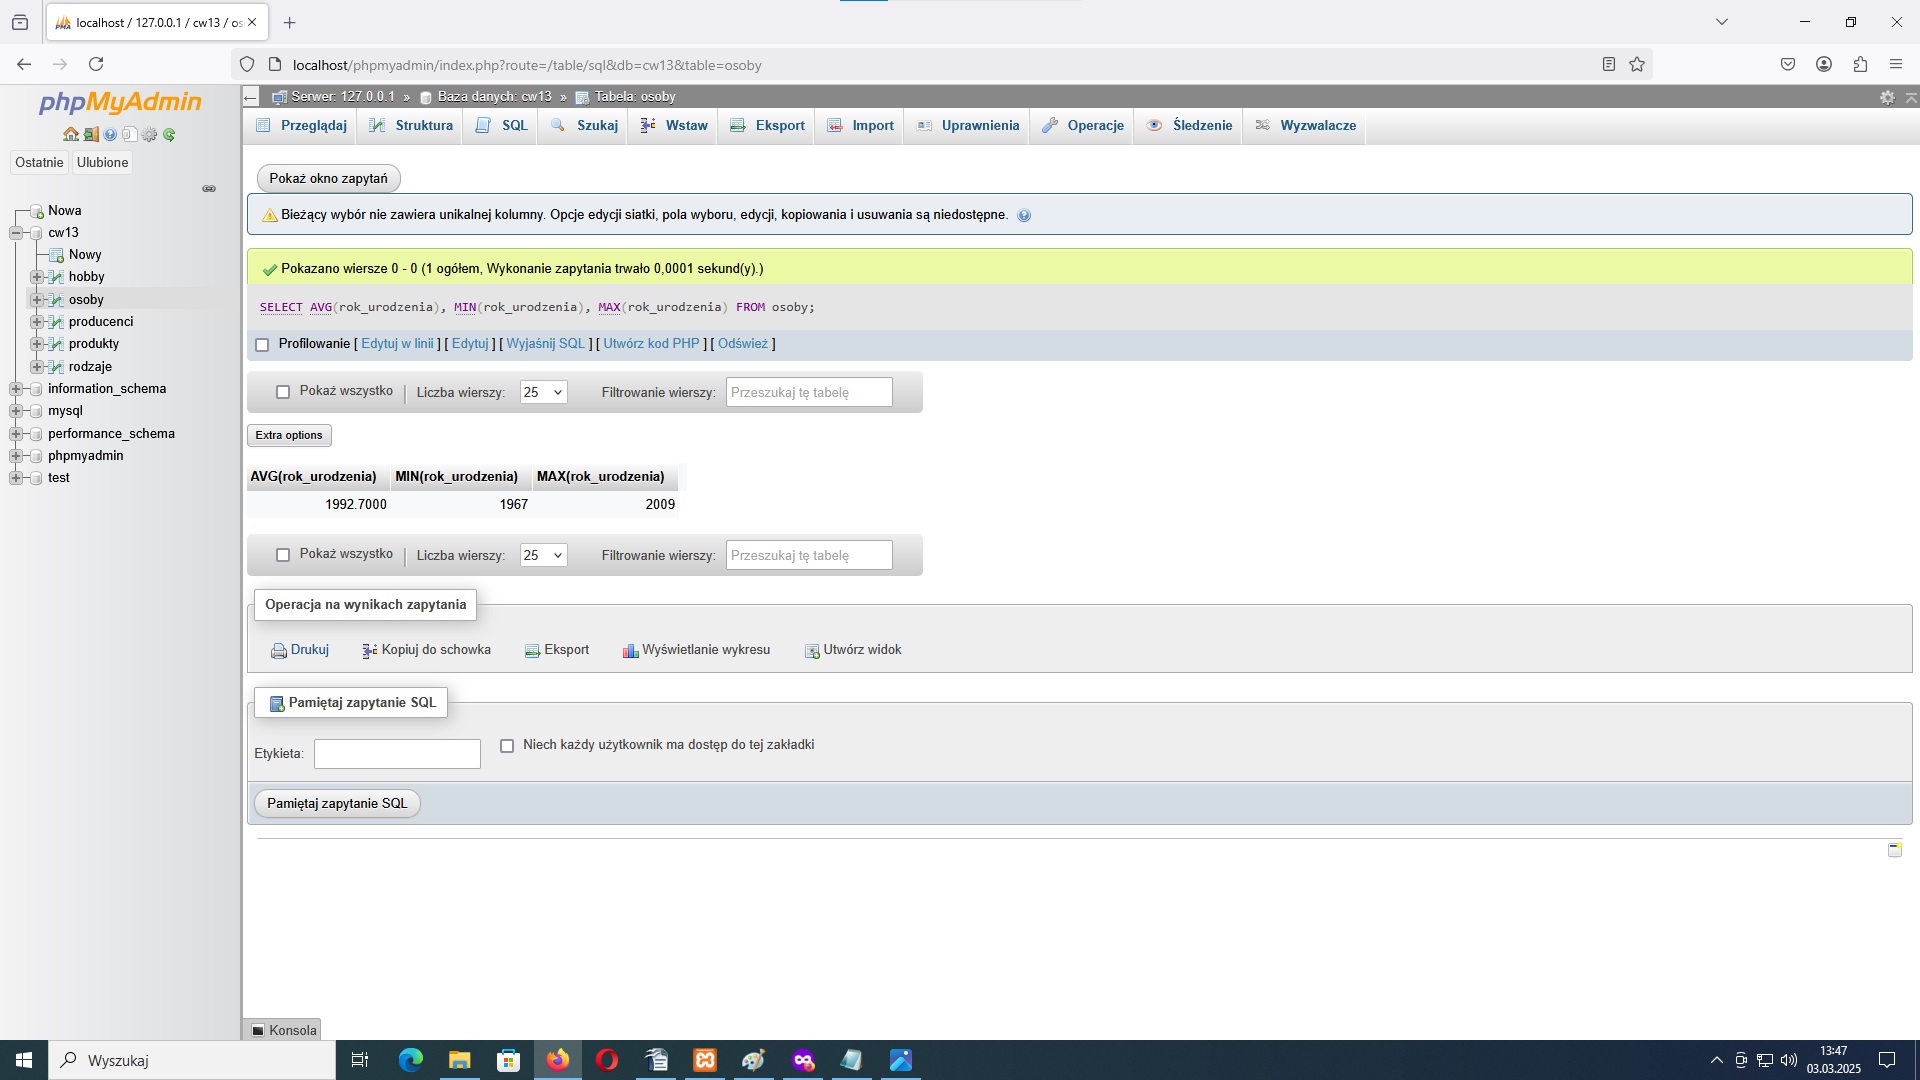 localhost / 127.0.0.1 / cw13 / os
localhost/phpmyadmin/index.php?route=/table/sql&db=cw13&table=osoby
phpMyAdmin
Ostatnie
Ulubione
Nowa
cw13
Nowy
hobby
osoby
producenci
produkty
rodzaje
information_schema
mysql
performance_schema
phpmyadmin
test
Serwer: 127.0.0.1 » Baza danych: cw13 » Tabela: osoby
Przeglądaj
Struktura
SQL
Szukaj
Wstaw
Eksport
Import
Uprawnienia
Operacje
Śledzenie
Wyzwalacze
Pokaż okno zapytań
Bieżący wybór nie zawiera unikalnej kolumny. Opcje edycji siatki, pola wyboru, edycji, kopiowania i usuwania są niedostępne.
Pokazano wiersze 0 - 0 (1 ogółem, Wykonanie zapytania trwało 0,0001 sekund(y).)
SELECT AVG(rok_urodzenia), MIN(rok_urodzenia), MAX(rok_urodzenia) FROM osoby;
Profilowanie [ Edytuj w linii ] [ Edytuj ] [ Wyjaśnij SQL ] [ Utwórz kod PHP ] [ Odśwież ]
Pokaż wszystko | Liczba wierszy: 25 Filtrowanie wierszy: Przeszukaj tę tabelę
Extra options
AVG(rok_urodzenia) MIN(rok_urodzenia) MAX(rok_urodzenia)
1992.7000 1967 2009
Pokaż wszystko | Liczba wierszy: 25 Filtrowanie wierszy: Przeszukaj tę tabelę
Operacja na wynikach zapytania
Drukuj Kopiuj do schowka Eksport Wyświetlanie wykresu Utwórz widok
Pamiętaj zapytanie SQL
Etykieta: Niech każdy użytkownik ma dostęp do tej zakładki
Pamiętaj zapytanie SQL
Konsola
Wyszukaj
13:47
03.03.2025